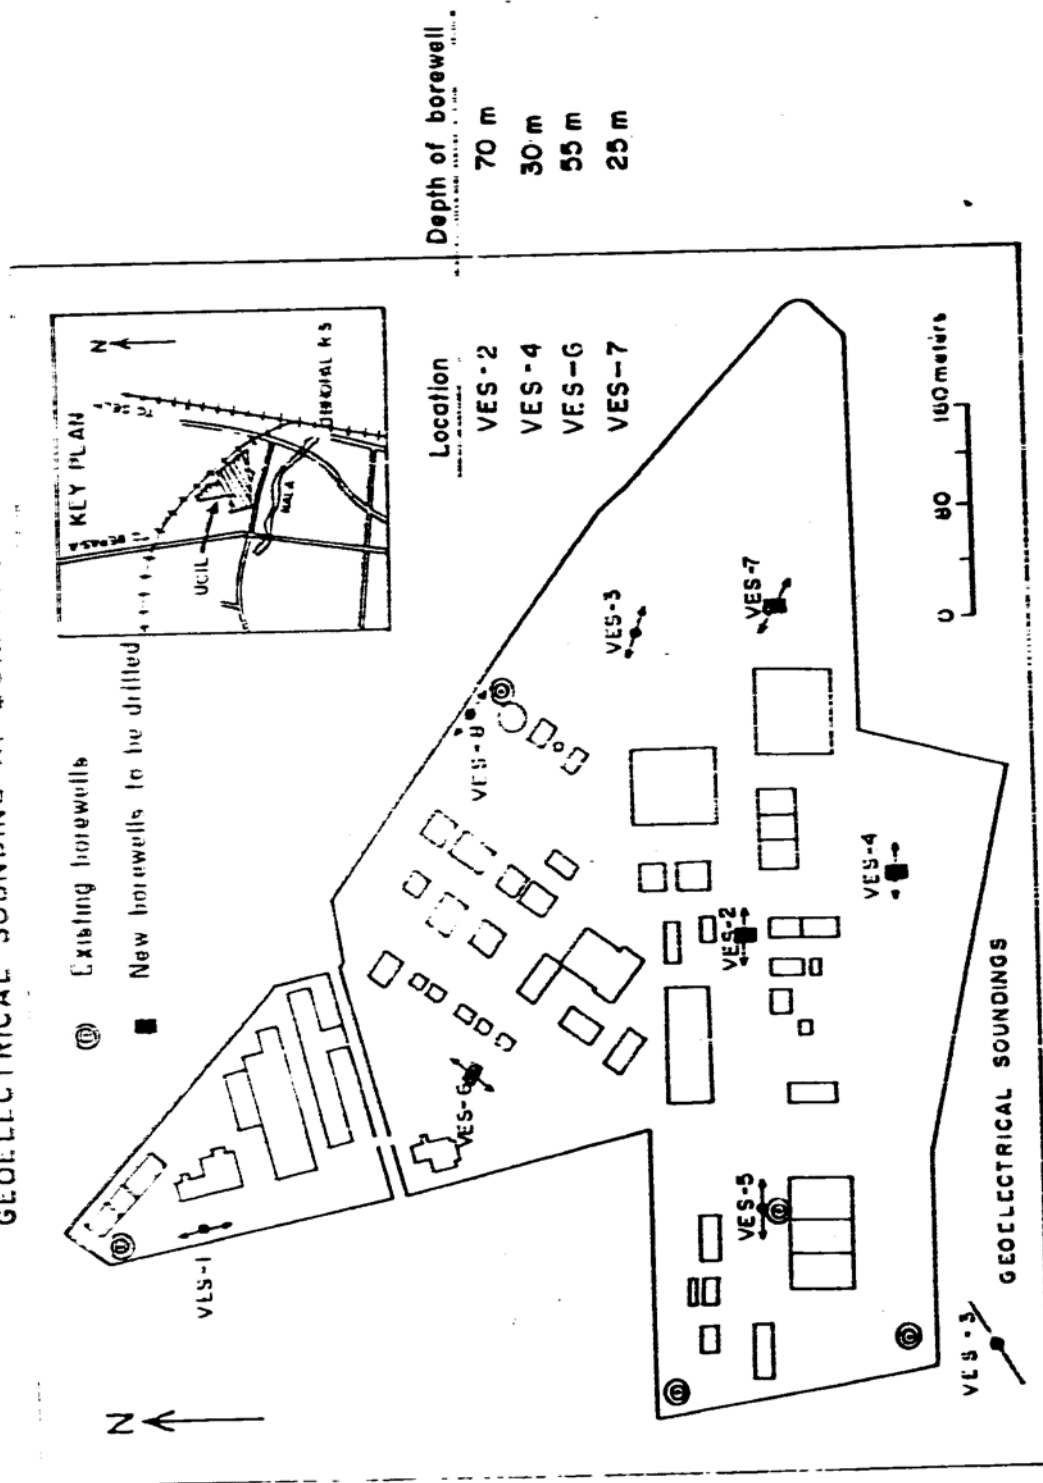 GEOELECTRICAL SOUNDING AT
Existing borewells
New borewells to be drilled
KEY PLAN
N
UCIL
NALA
Location Depth of borewell
VES-2 70 m
VES-4 30 m
VES-6 55 m
VES-7 25 m
N
VES-1
VES-6
VES-8
VES-3
VES-7
VES-2
VES-4
VES-5
VES-3
0 80 160 meters
GEOELECTRICAL SOUNDINGS